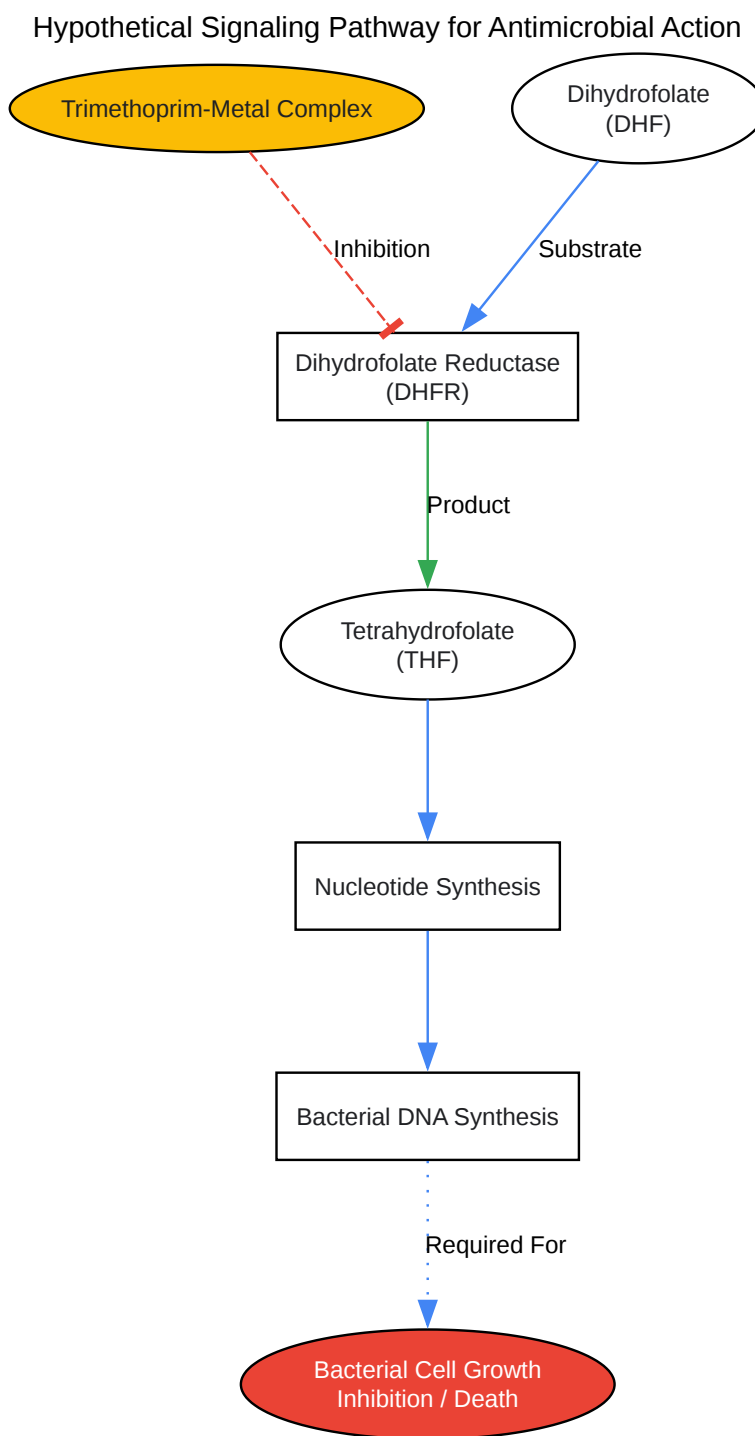 Hypothetical Signaling Pathway for Antimicrobial Action
Trimethoprim-Metal Complex
Dihydrofolate
(DHF)
Inhibition
Substrate
Dihydrofolate Reductase
(DHFR)
Product
Tetrahydrofolate
(THF)
Nucleotide Synthesis
Bacterial DNA Synthesis
Required For
Bacterial Cell Growth
Inhibition / Death